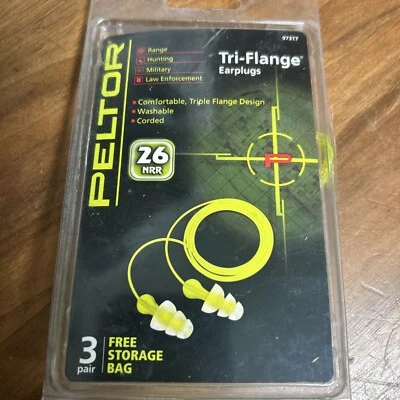 97317
PELTOR
Range
Hunting
Military
Law Enforcement
Tri-Flange®
Earplugs
• Comfortable, Triple Flange Design
• Washable
• Corded
26
NRR
P
3
pair
FREE
STORAGE
BAG